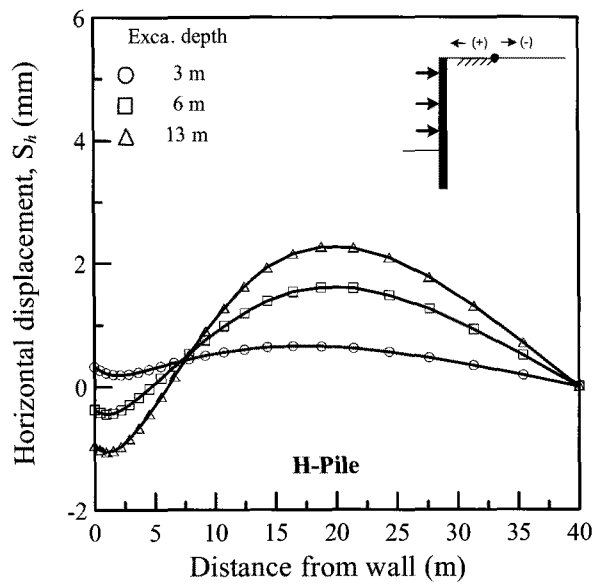 Exca. depth
3 m
6 m
13 m
(+) (-)
Horizontal displacement, Sh (mm)
6
4
2
0
-2
H-Pile
0 5 10 15 20 25 30 35 40
Distance from wall (m)